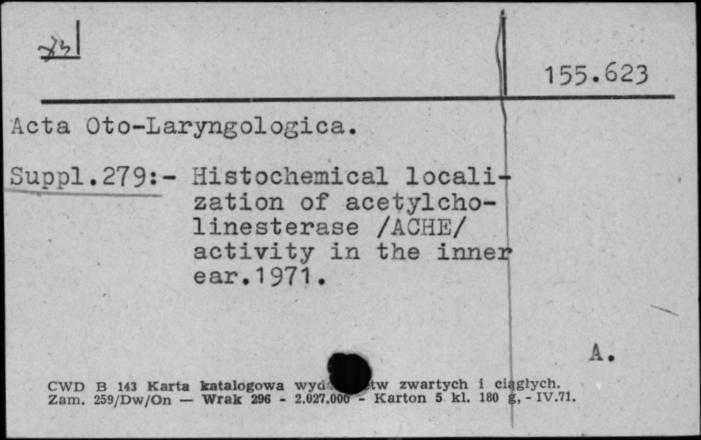 155.623
Acta Oto-Laryngologica.
Suppl.279:- Histochemical locali-
zation of acetylcho-
linesterase /ACHE/
activity in the inner
ear.1971.
A.
CWD B 143 Karta katalogowa zwartych i ciągłych.
Zam. 259/Dw/On — Wrak 296 - 2.027.000 - Karton 5 kl. 180 g, - IV.71.